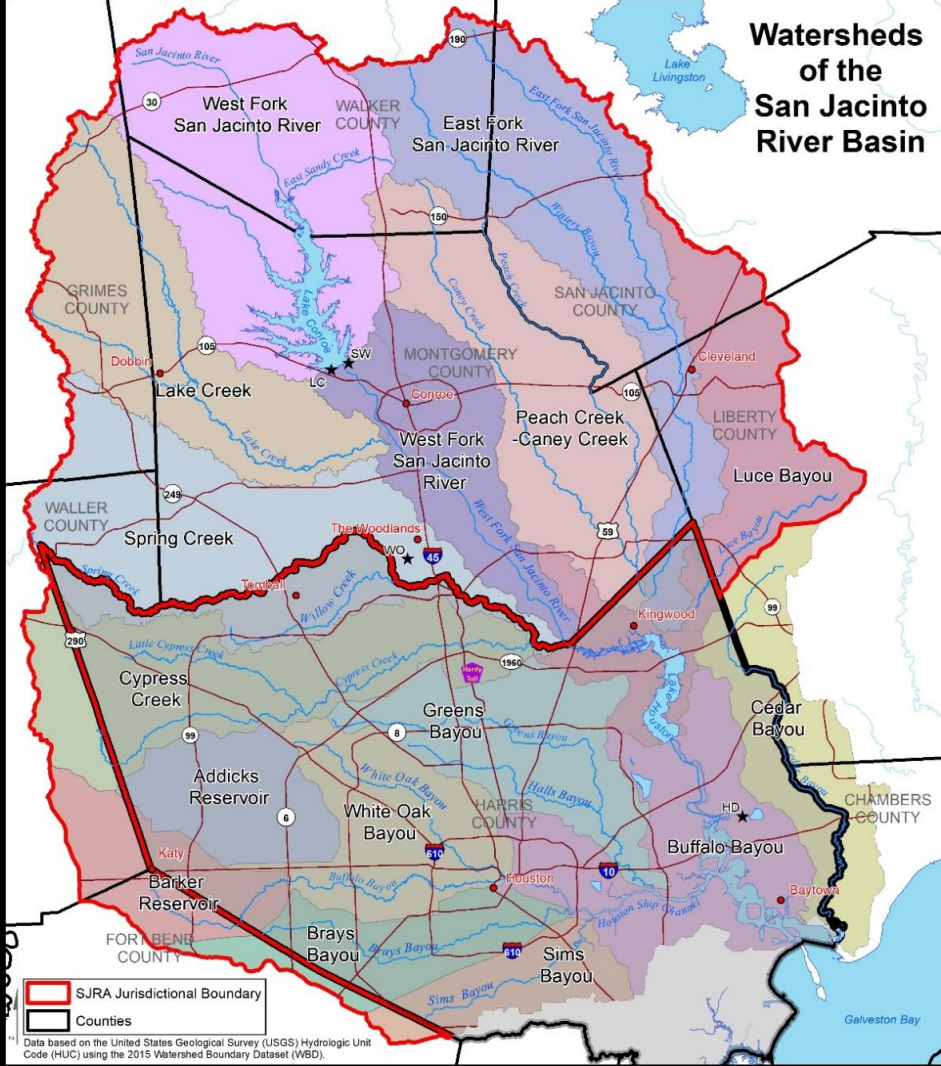 Watersheds
of the
San Jacinto
River Basin
190
Lake
Livingston
San Jacinto River
30
West Fork
San Jacinto River
WALKER
COUNTY
East Fork
San Jacinto River
East Fork San Jacinto River
East Sandy Creek
150
Winters Bayou
Peach Creek
Caney Creek
GRIMES
COUNTY
Lake Conroe
SAN JACINTO
COUNTY
105
SW
LC
MONTGOMERY
COUNTY
Dobbin
Cleveland
Lake Creek
Conroe
105
Peach Creek
-Caney Creek
LIBERTY
COUNTY
West Fork
San Jacinto
River
Lake Creek
Luce Bayou
249
WALLER
COUNTY
The Woodlands
59
Spring Creek
WO
45
West Fork San Jacinto River
Luce Bayou
Spring Creek
Tomball
Willow Creek
99
Kingwood
290
Little Cypress Creek
Cypress Creek
1960
Hardy
Toll
Cypress
Creek
Lake Houston
Greens
Bayou
Cedar
Bayou
99
8
Greens Bayou
Addicks
Reservoir
White Oak Bayou
Halls Bayou
Cedar Bayou
6
White Oak
Bayou
HARRIS
COUNTY
HD
CHAMBERS
COUNTY
Katy
610
Buffalo Bayou
Barker
Reservoir
Buffalo Bayou
Houston
10
Baytown
Houston Ship Channel
FORT BEND
COUNTY
Brays
Bayou
Brays Bayou
610
Sims
Bayou
Sims Bayou
SJRA Jurisdictional Boundary
Counties
Galveston Bay
Data based on the United States Geological Survey (USGS) Hydrologic Unit
Code (HUC) using the 2015 Watershed Boundary Dataset (WBD).